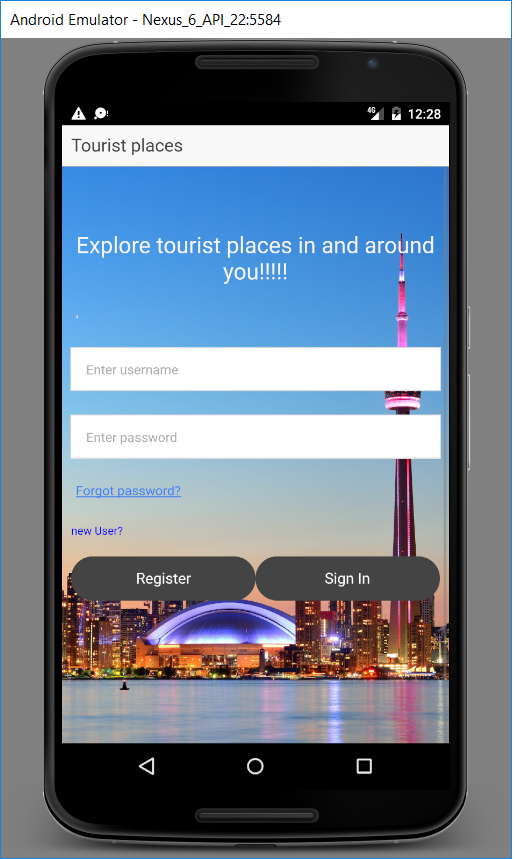 Android Emulator - Nexus_6_API_22:5584
4G 12:28
Tourist places
Explore tourist places in and around
you!!!!!
Enter username
Enter password
Forgot password?
new User?
Register Sign In